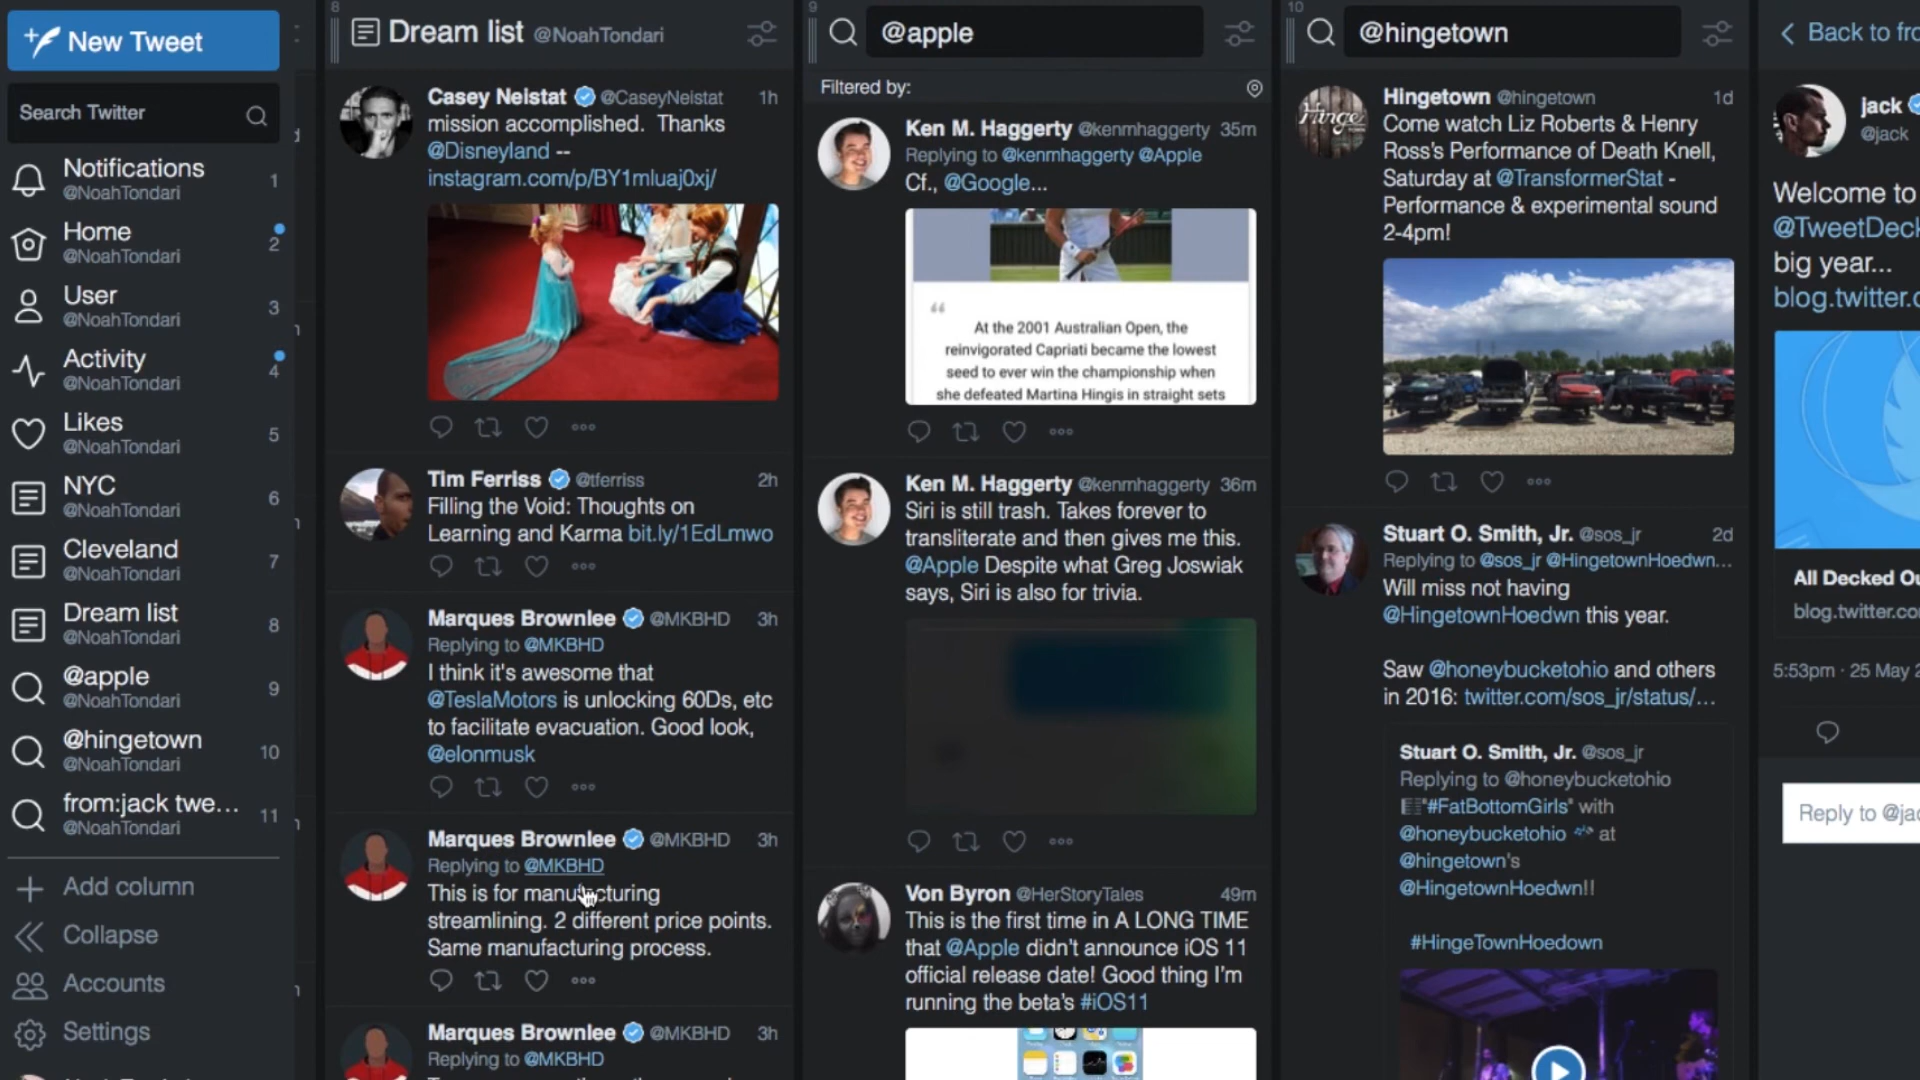 New Tweet
Search Twitter
Notifications
@NoahTondari
1
Home
@NoahTondari
2
User
@NoahTondari
3
Activity
@NoahTondari
4
Likes
@NoahTondari
5
NYC
@NoahTondari
6
Cleveland
@NoahTondari
7
Dream list
@NoahTondari
8
@apple
@NoahTondari
9
@hingetown
@NoahTondari
10
from:jack twe...
@NoahTondari
11
Add column
Collapse
Accounts
Settings
8
Dream list @NoahTondari
Casey Neistat @CaseyNeistat 1h
mission accomplished. Thanks
@Disneyland --
instagram.com/p/BY1mluaj0xj/
Tim Ferriss @tferriss 2h
Filling the Void: Thoughts on
Learning and Karma bit.ly/1EdLmwo
Marques Brownlee @MKBHD 3h
Replying to @MKBHD
I think it's awesome that
@TeslaMotors is unlocking 60Ds, etc
to facilitate evacuation. Good look,
@elonmusk
Marques Brownlee @MKBHD 3h
Replying to @MKBHD
This is for manufacturing
streamlining. 2 different price points.
Same manufacturing process.
Marques Brownlee @MKBHD 3h
Replying to @MKBHD
9
@apple
Filtered by:
Ken M. Haggerty @kenmhaggerty 35m
Replying to @kenmhaggerty @Apple
Cf., @Google...
“
At the 2001 Australian Open, the
reinvigorated Capriati became the lowest
seed to ever win the championship when
she defeated Martina Hingis in straight sets
Ken M. Haggerty @kenmhaggerty 36m
Siri is still trash. Takes forever to
transliterate and then gives me this.
@Apple Despite what Greg Joswiak
says, Siri is also for trivia.
Von Byron @HerStoryTales 49m
This is the first time in A LONG TIME
that @Apple didn't announce iOS 11
official release date! Good thing I'm
running the beta's #iOS11
10
@hingetown
Hinge
Hingetown @hingetown 1d
Come watch Liz Roberts & Henry
Ross's Performance of Death Knell,
Saturday at @TransformerStat -
Performance & experimental sound
2-4pm!
Stuart O. Smith, Jr. @sos_jr 2d
Replying to @sos_jr @HingetownHoedwn...
Will miss not having
@HingetownHoedwn this year.
Saw @honeybucketohio and others
in 2016: twitter.com/sos_jr/status/...
Stuart O. Smith, Jr. @sos_jr
Replying to @honeybucketohio
"#FatBottomGirls" with
@honeybucketohio at
@hingetown's
@HingetownHoedwn!!
#HingeTownHoedown
Back to
jack
@jack
Welcome to
@TweetDeck
big year...
blog.twitter.
All Decked
blog.twitter.
5:53pm · 25 May
Reply to